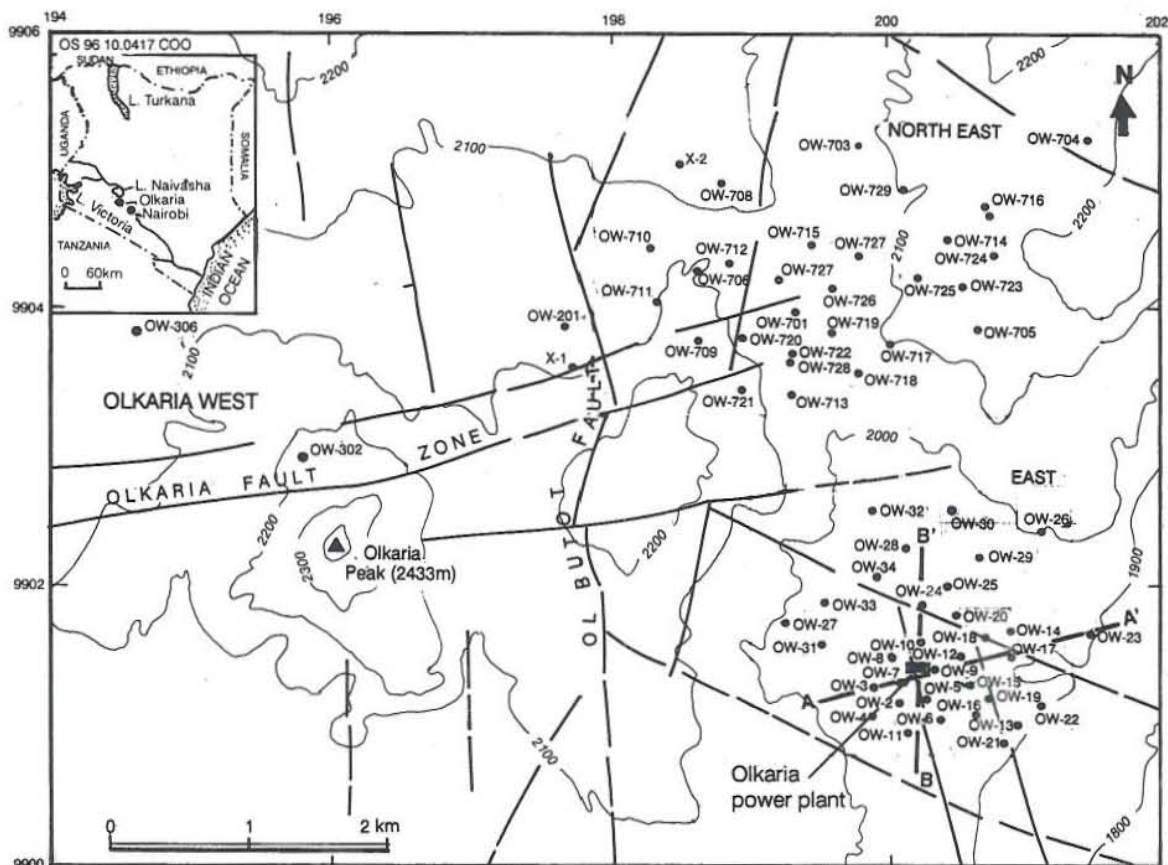 194
196
198
200
202
9906
9904
9902
9900
OS 96 10.0417 COO
SUDAN
ETHIOPIA
L. Turkana
UGANDA
SOMALIA
L. Naivasha
Olkaria
Nairobi
L. Victoria
TANZANIA
INDIAN
OCEAN
0 60km
2200
2100
2200
N
NORTH EAST
OW-703
OW-704
X-2
OW-708
OW-729
OW-716
2200
OW-710
OW-712
OW-715
OW-727
2100
OW-714
OW-724
OW-706
OW-727
OW-725
OW-723
OW-711
OW-726
OW-306
2100
OW-201
OW-701
OW-719
OW-705
X-1
OW-709
OW-720
OW-722
OW-717
OW-728
OW-718
OLKARIA WEST
OW-721
OW-713
OW-302
OLKARIA FAULT ZONE
OL BUTOT FAULT
2000
EAST
2200
2300
2200
Olkaria
Peak (2433m)
OW-32
OW-30
OW-26
B'
OW-28
OW-29
OW-34
1900
OW-24
OW-25
OW-33
OW-20
A'
OW-27
OW-18
OW-14
OW-23
OW-31
OW-10
OW-12
OW-17
OW-8
OW-9
OW-7
OW-3
OW-5
OW-15
A
OW-2
OW-16
OW-19
OW-4
OW-6
OW-13
OW-22
OW-11
OW-21
B
2100
Olkaria
power plant
1800
0 1 2 km